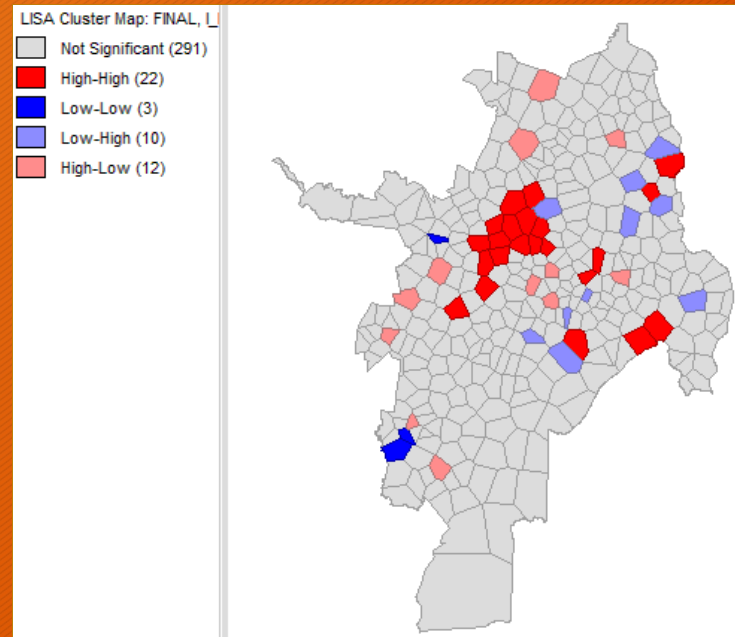 LISA Cluster Map: FINAL, I_
Not Significant (291)
High-High (22)
Low-Low (3)
Low-High (10)
High-Low (12)